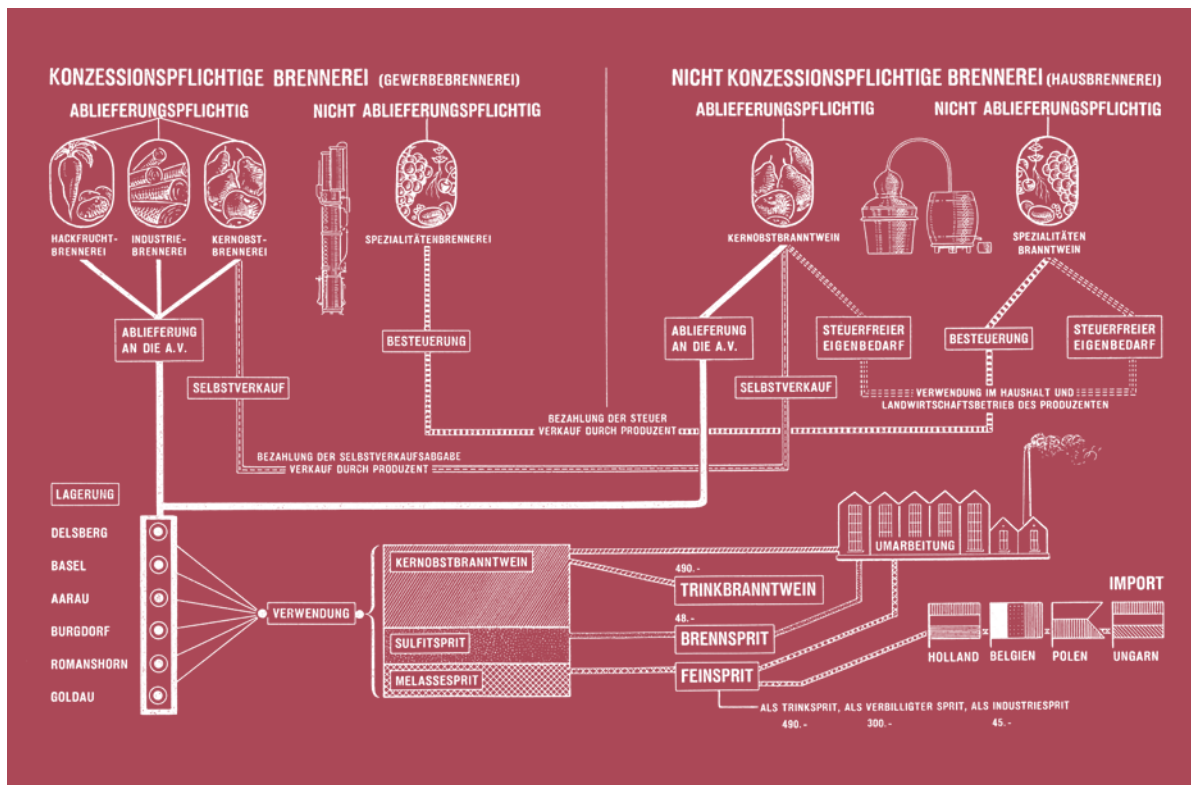 KONZESSIONSPFLICHTIGE BRENNEREI (GEWERBEBRENNEREI)
ABLIEFERUNGSPFLICHTIG
NICHT ABLIEFERUNGSPFLICHTIG
HACKFRUCHT-
BRENNEREI
INDUSTRIE-
BRENNEREI
KERNOBST-
BRENNEREI
SPEZIALITÄTENBRENNEREI
ABLIEFERUNG
AN DIE A.V.
BESTEUERUNG
SELBSTVERKAUF
NICHT KONZESSIONSPFLICHTIGE BRENNEREI (HAUSBRENNEREI)
ABLIEFERUNGSPFLICHTIG
NICHT ABLIEFERUNGSPFLICHTIG
KERNOBSTBRANNTWEIN
SPEZIALITÄTEN
BRANNTWEIN
ABLIEFERUNG
AN DIE A.V.
STEUERFREIER
EIGENBEDARF
BESTEUERUNG
STEUERFREIER
EIGENBEDARF
SELBSTVERKAUF
VERWENDUNG IM HAUSHALT UND
LANDWIRTSCHAFTSBETRIEB DES PRODUZENTEN
BEZAHLUNG DER STEUER
VERKAUF DURCH PRODUZENT
BEZAHLUNG DER SELBSTVERKAUFSABGABE
VERKAUF DURCH PRODUZENT
LAGERUNG
DELSBERG
BASEL
AARAU
BURGDORF
ROMANSHORN
GOLDAU
VERWENDUNG
KERNOBSTBRANNTWEIN
SULFITSPRIT
MELASSESPRIT
UMARBEITUNG
490.-
TRINKBRANNTWEIN
48.-
BRENNSPRIT
FEINSPRIT
IMPORT
HOLLAND
BELGIEN
POLEN
UNGARN
ALS TRINKSPRIT, ALS VERBILLIGTER SPRIT, ALS INDUSTRIESPRIT
490.-
300.-
45.-